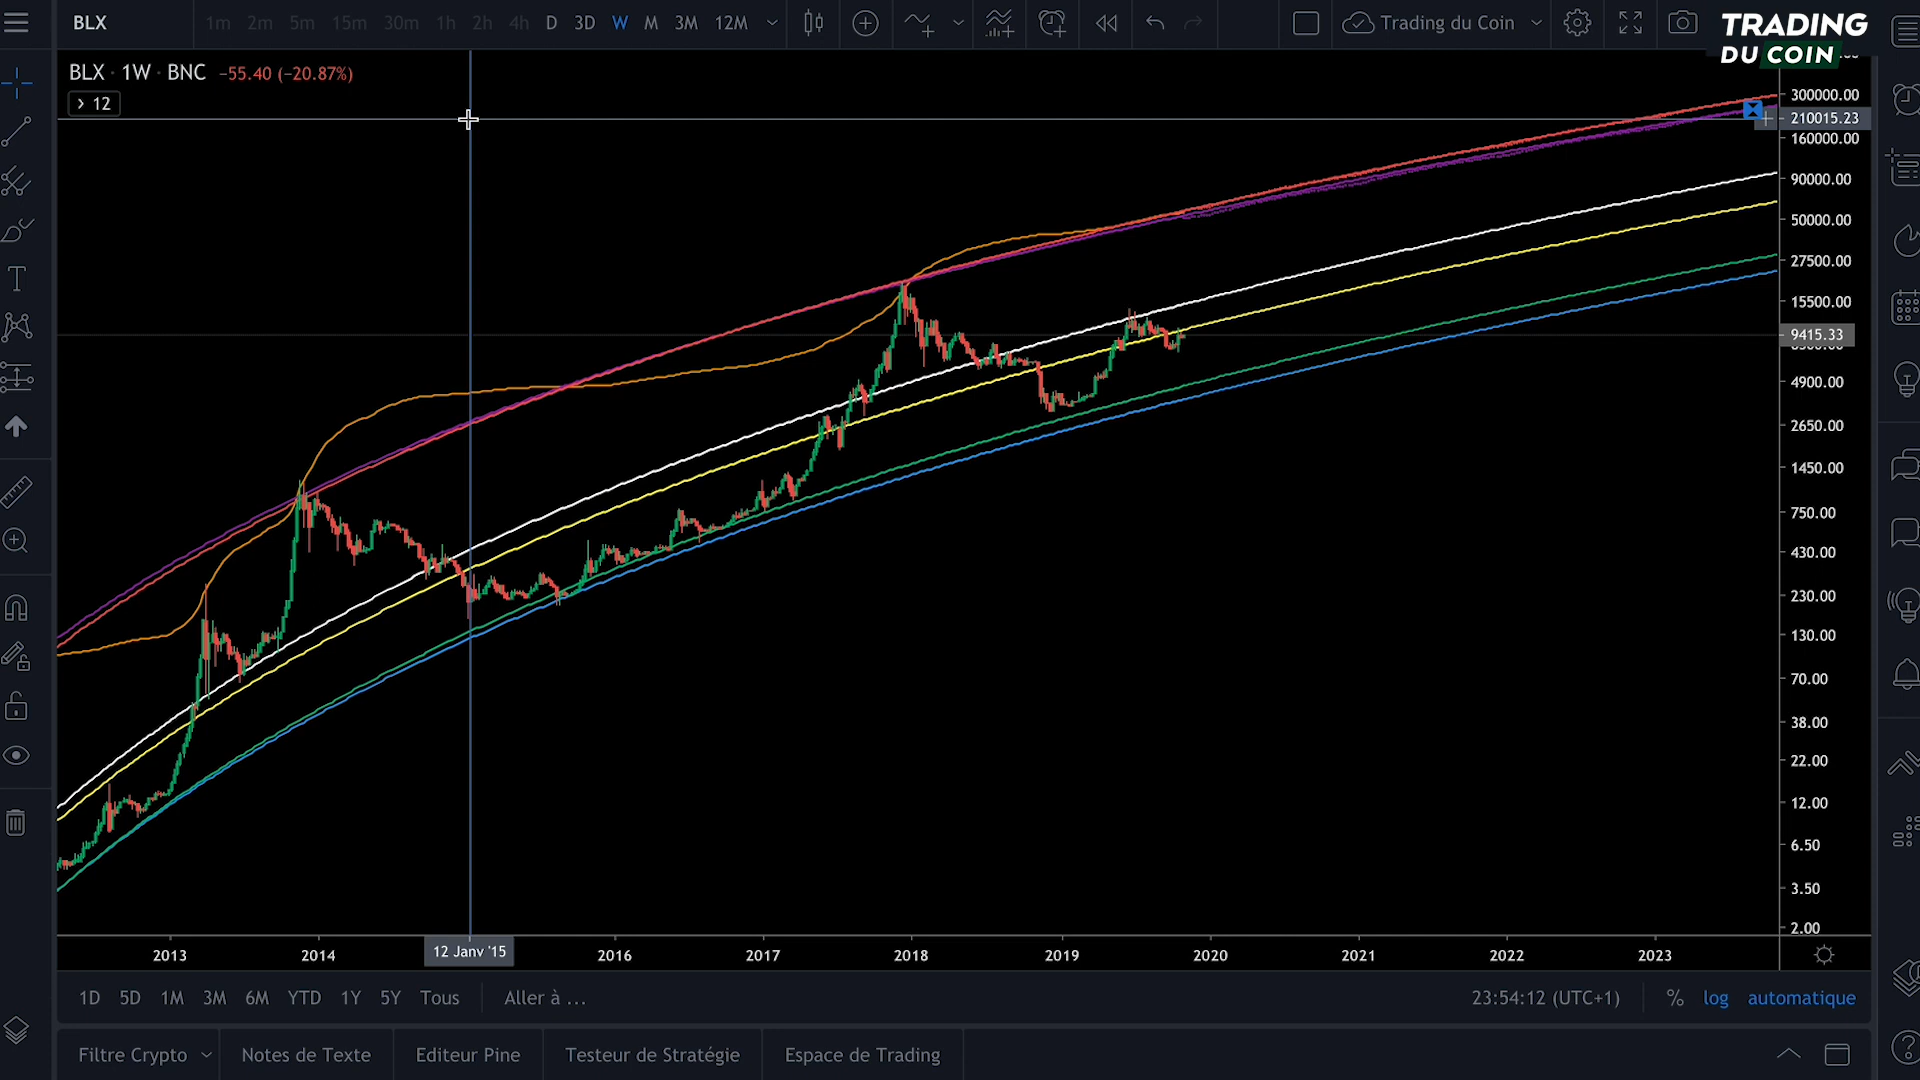 BLX
1m 2m 5m 15m 30m 1h 2h 4h D 3D W M 3M 12M
Trading du Coin
TRADING
DU COIN
BLX · 1W · BNC −55.40 (−20.87%)
12
300000.00
210015.23
160000.00
90000.00
50000.00
27500.00
15500.00
9415.33
4900.00
2650.00
1450.00
750.00
430.00
230.00
130.00
70.00
38.00
22.00
12.00
6.50
3.50
2.00
2013 2014 12 Janv '15 2016 2017 2018 2019 2020 2021 2022 2023
1D 5D 1M 3M 6M YTD 1Y 5Y Tous Aller à ...
23:54:12 (UTC+1) % log automatique
Filtre Crypto Notes de Texte Editeur Pine Testeur de Stratégie Espace de Trading